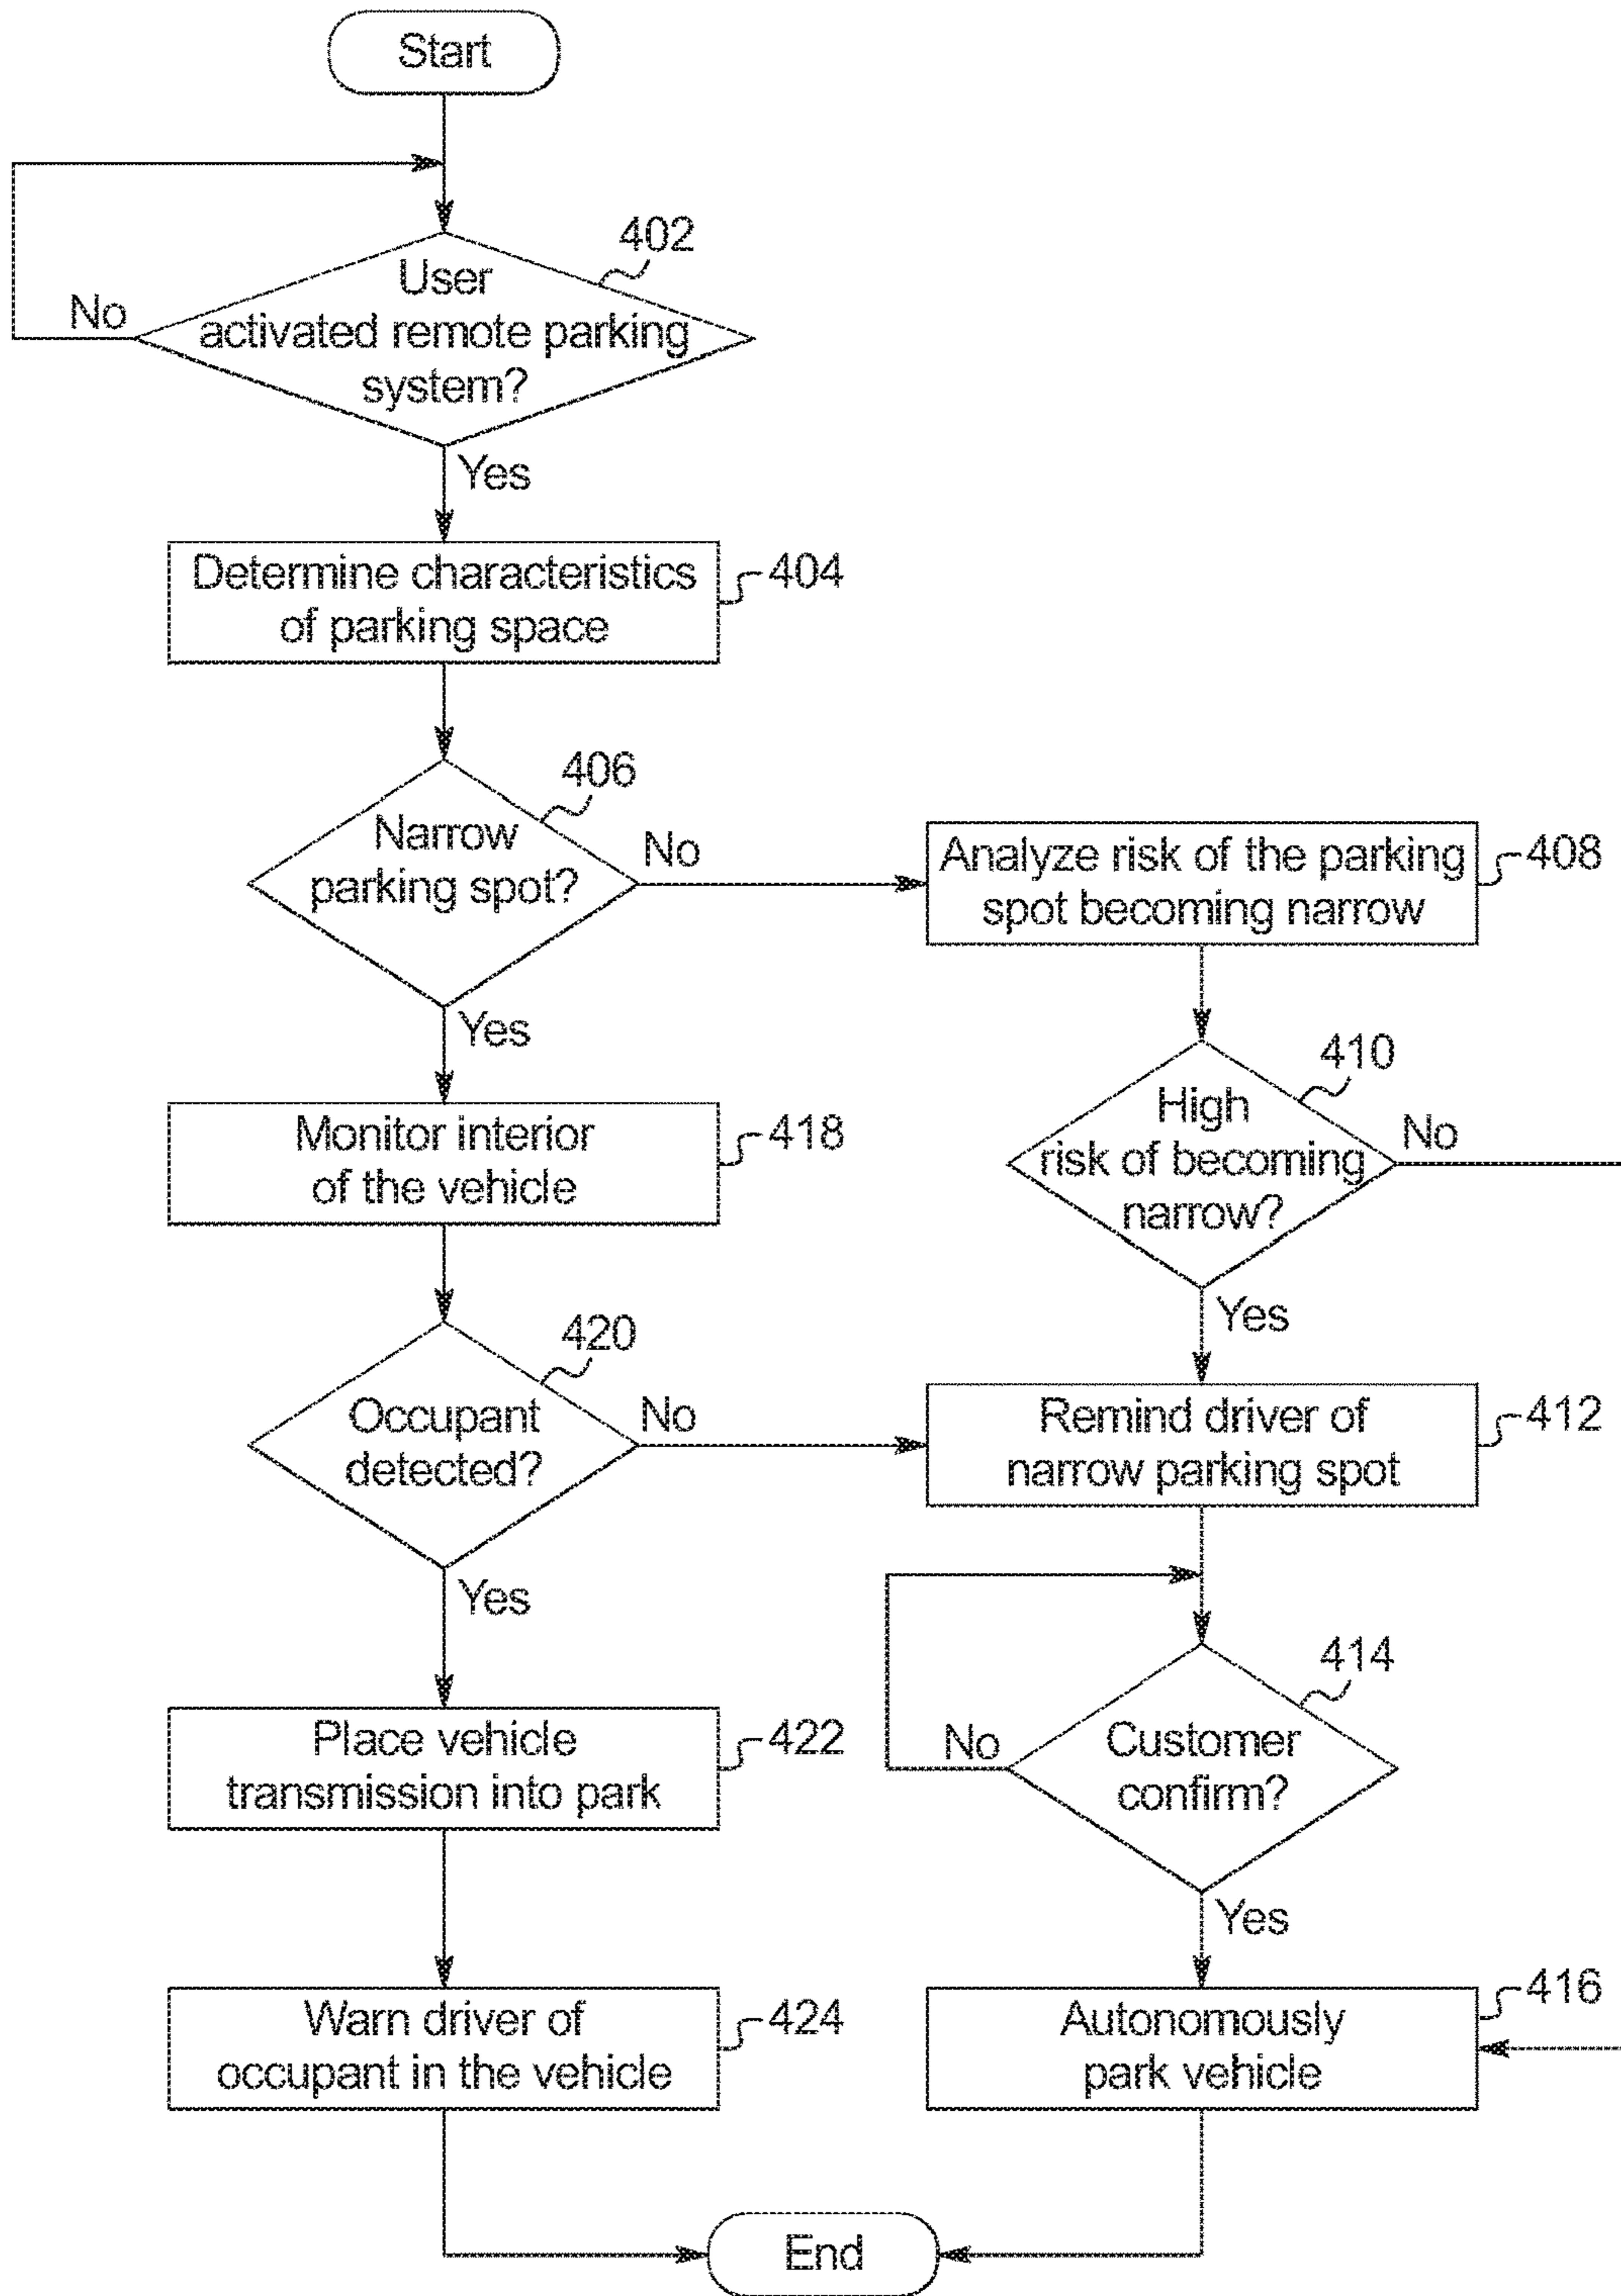 Start
402
User
activated remote parking
system?
No
Yes
Determine characteristics
of parking space
404
406
Narrow
parking spot?
No
Yes
Analyze risk of the parking
spot becoming narrow
408
410
High
risk of becoming
narrow?
No
Yes
Monitor interior
of the vehicle
418
420
Occupant
detected?
No
Yes
Remind driver of
narrow parking spot
412
414
Customer
confirm?
No
Yes
Place vehicle
transmission into park
422
Warn driver of
occupant in the vehicle
424
Autonomously
park vehicle
416
End